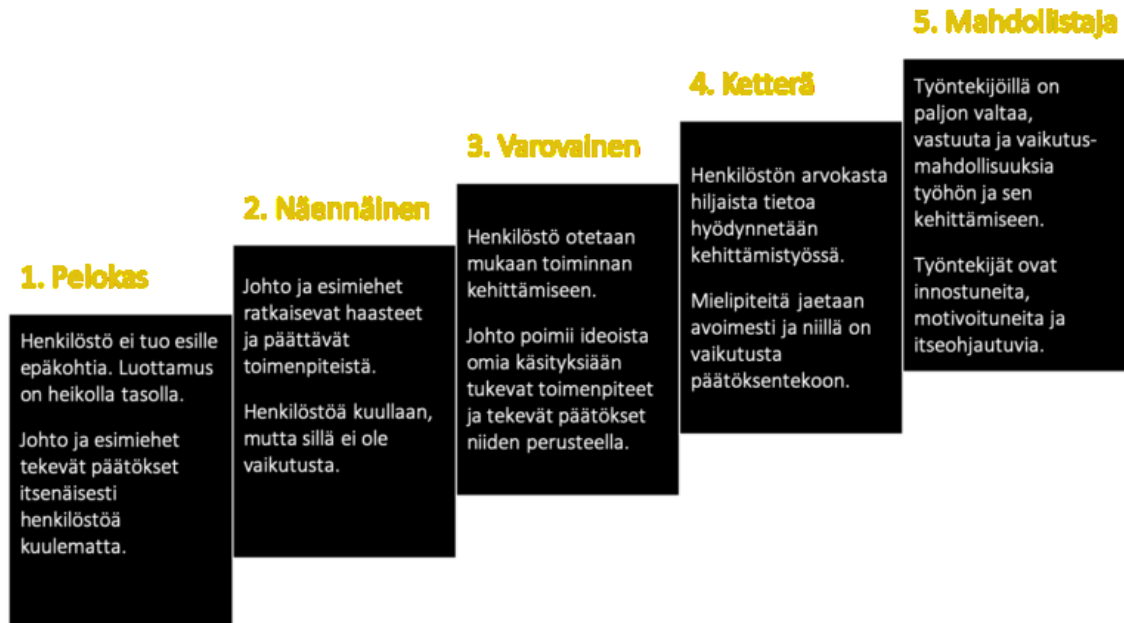 1. Pelokas
Henkilöstö ei tuo esille
epäkohtia. Luottamus
on heikolla tasolla.
Johto ja esimiehet
tekevät päätökset
itsenäisesti
henkilöstöä
kuulematta.
2. Näennäinen
Johto ja esimiehet
ratkaisevat haasteet
ja päättävät
toimenpiteistä.
Henkilöstöä kuullaan,
mutta sillä ei ole
vaikutusta.
3. Varovainen
Henkilöstö otetaan
mukaan toiminnan
kehittämiseen.
Johto poimii ideoista
omia käsityksiään
tukevat toimenpiteet
ja tekevät päätökset
niiden perusteella.
4. Ketterä
Henkilöstön arvokasta
hiljaista tietoa
hyödynnetään
kehittämistyössä.
Mielipiteitä jaetaan
avoimesti ja niillä on
vaikutusta
päätöksentekoon.
5. Mahdollistaja
Työntekijöillä on
paljon valtaa,
vastuuta ja vaikutus-
mahdollisuuksia
työhön ja sen
kehittämiseen.
Työntekijät ovat
innostuneita,
motivoituneita ja
itseohjautuvia.